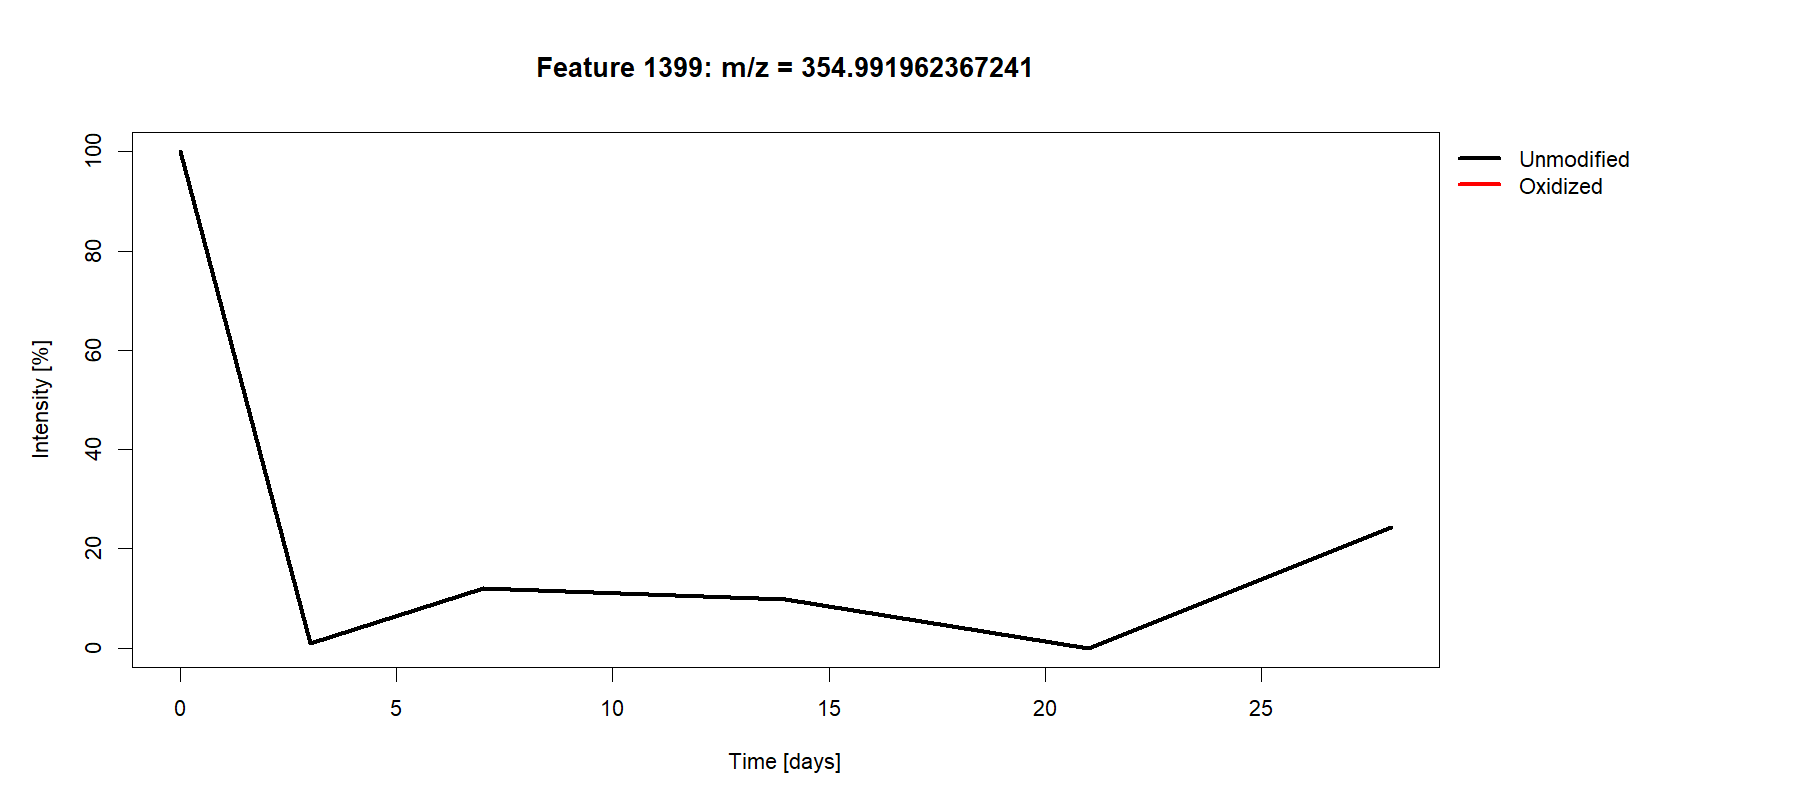 Feature 1399: m/z = 354.991962367241
Unmodified
Oxidized
Intensity [%]
100
80
60
40
20
0
0 5 10 15 20 25
Time [days]